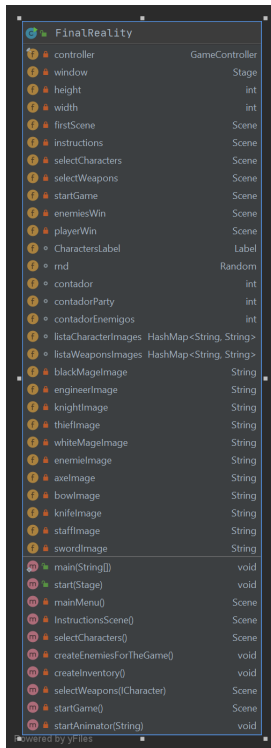 FinalReality
controller GameController
window Stage
height int
width int
firstScene Scene
instructions Scene
selectCharacters Scene
selectWeapons Scene
startGame Scene
enemiesWin Scene
playerWin Scene
CharactersLabel Label
rnd Random
contador int
contadorParty int
contadorEnemigos int
listaCharacterImages HashMap<String, String>
listaWeaponsImages HashMap<String, String>
blackMageImage String
engineerImage String
knightImage String
thiefImage String
whiteMageImage String
enemieImage String
axeImage String
bowImage String
knifeImage String
staffImage String
swordImage String
main(String[]) void
start(Stage) void
mainMenu() Scene
InstructionsScene() Scene
selectCharacters() Scene
createEnemiesForTheGame() void
createInventory() void
selectWeapons(ICharacter) Scene
startGame() Scene
startAnimator(String) void
Powered by yFiles